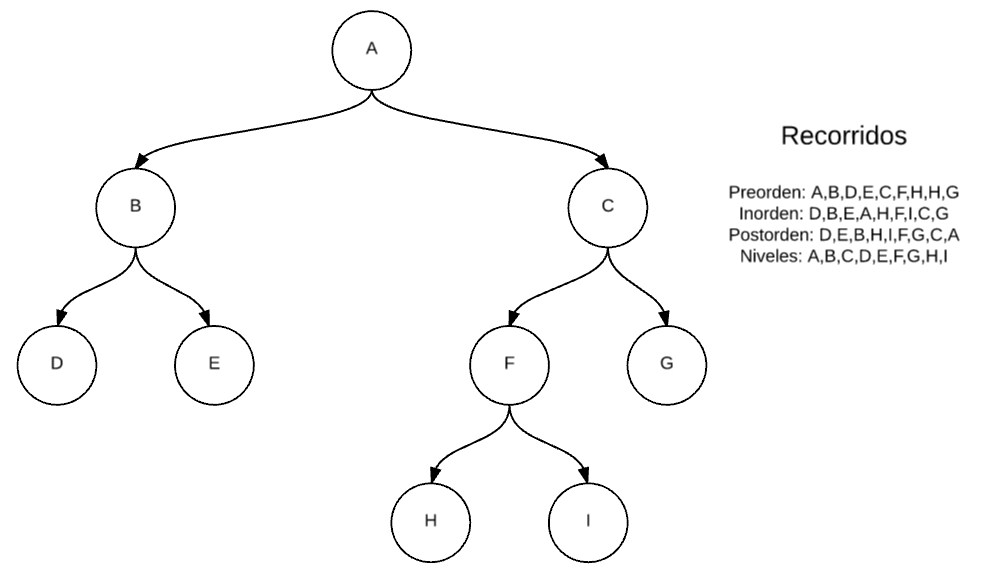 A
Recorridos
B
C
Preorden: A,B,D,E,C,F,H,H,G
Inorden: D,B,E,A,H,F,I,C,G
Postorden: D,E,B,H,I,F,G,C,A
Niveles: A,B,C,D,E,F,G,H,I
D
E
F
G
H
I